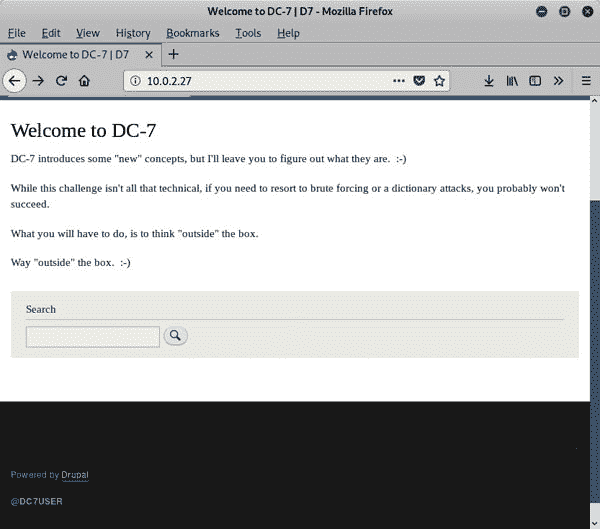 Welcome to DC-7 | D7 - Mozilla Firefox
File Edit View History Bookmarks Tools Help
Welcome to DC-7 | D7
10.0.2.27
Welcome to DC-7
DC-7 introduces some "new" concepts, but I'll leave you to figure out what they are.  :-)
While this challenge isn't all that technical, if you need to resort to brute forcing or a dictionary attacks, you probably won't
succeed.
What you will have to do, is to think "outside" the box.
Way "outside" the box.  :-)
Search
Powered by Drupal
@DC7USER